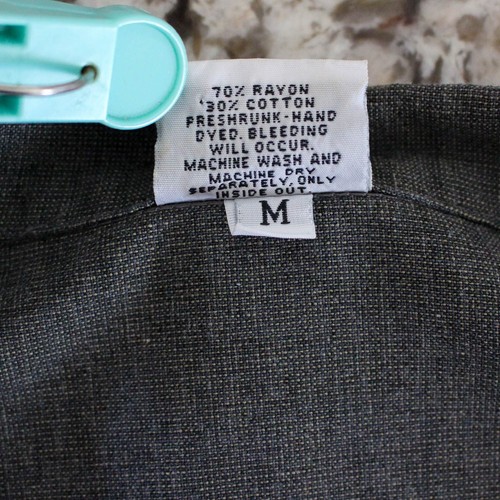 70% RAYON
30% COTTON
PRESHRUNK-HAND
DYED. BLEEDING
WILL OCCUR.
MACHINE WASH AND
MACHINE DRY
SEPARATELY, ONLY
INSIDE OUT.
M